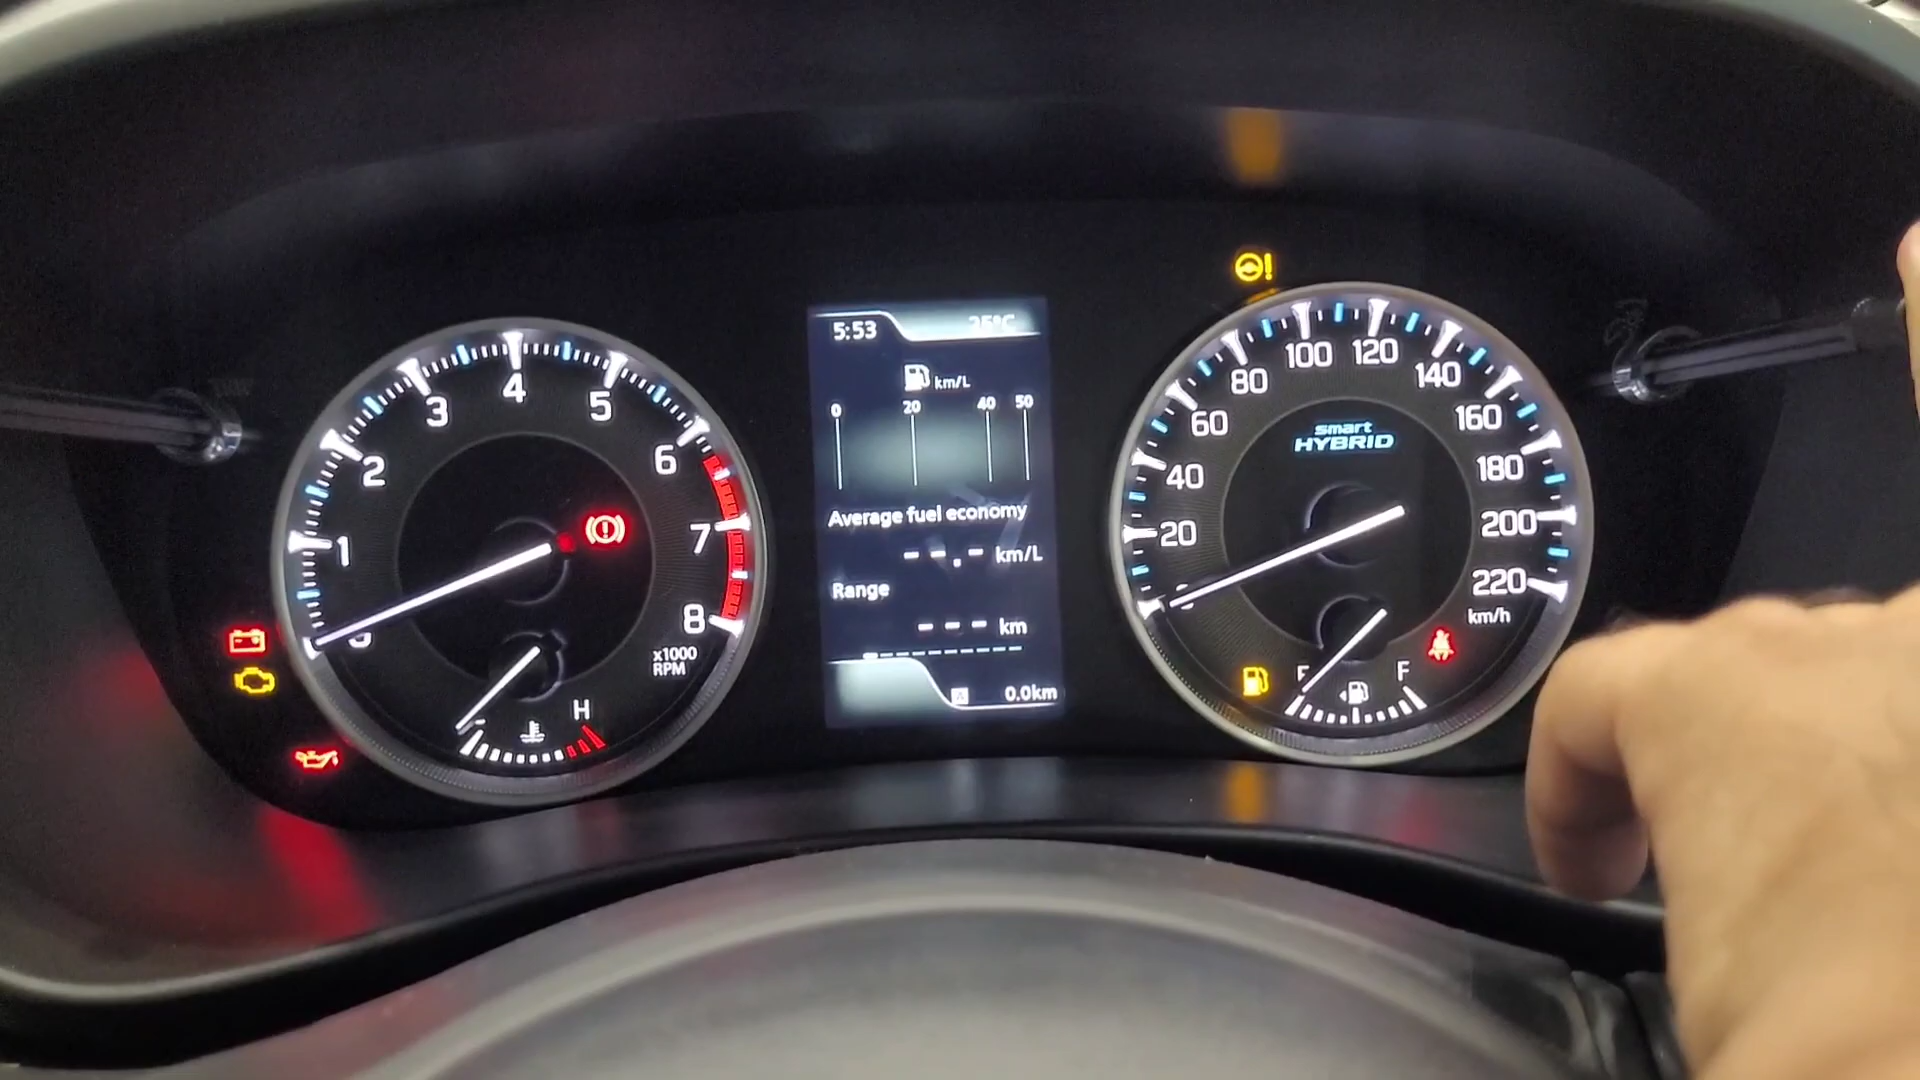 1
2
3
4
5
6
7
8
x1000
RPM
H
5:53
25°C
km/L
0
20
40
50
Average fuel economy
--.- km/L
Range
--- km
A
0.0km
20
40
60
80
100
120
140
160
180
200
220
km/h
smart
HYBRID
F